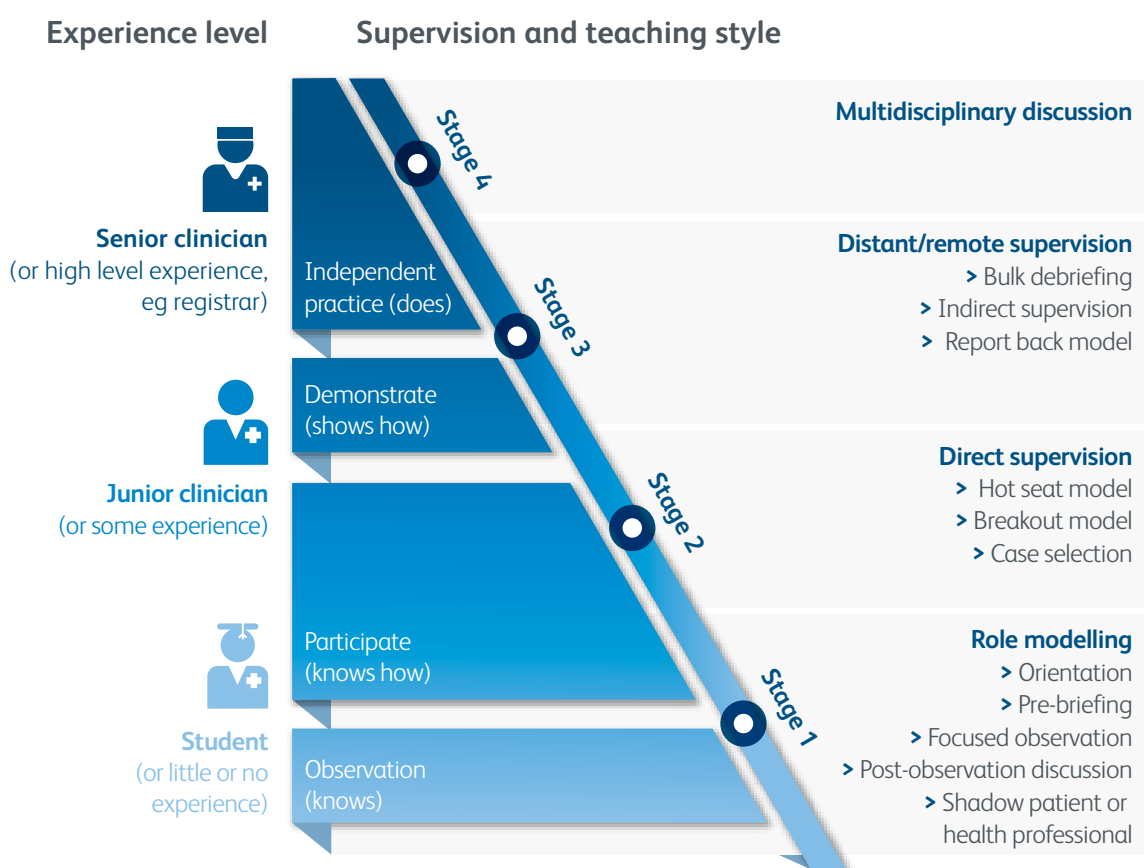 Experience level
Supervision and teaching style
Senior clinician
(or high level experience,
eg registrar)
Junior clinician
(or some experience)
Student
(or little or no
experience)
Independent
practice (does)
Demonstrate
(shows how)
Participate
(knows how)
Observation
(knows)
Stage 4
Stage 3
Stage 2
Stage 1
Multidisciplinary discussion
Distant/remote supervision
> Bulk debriefing
> Indirect supervision
> Report back model
Direct supervision
> Hot seat model
> Breakout model
> Case selection
Role modelling
> Orientation
> Pre-briefing
> Focused observation
> Post-observation discussion
> Shadow patient or
health professional